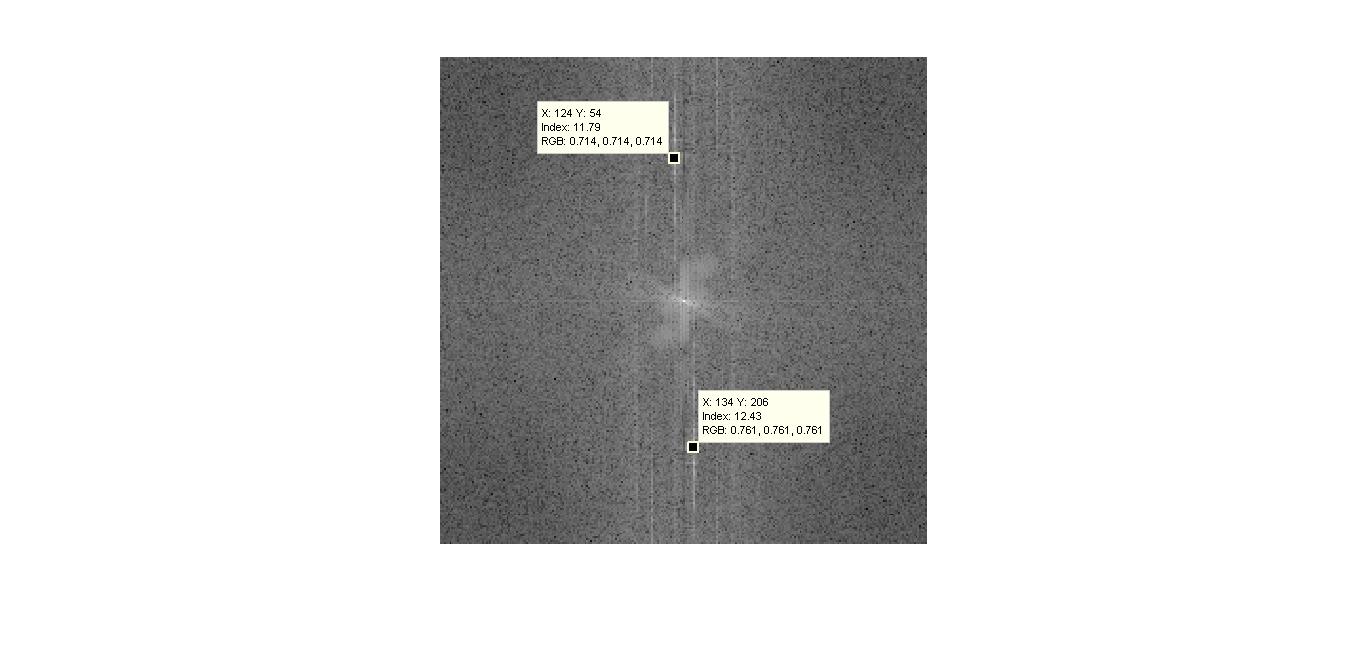 X: 124 Y: 54
Index: 11.79
RGB: 0.714, 0.714, 0.714
X: 134 Y: 206
Index: 12.43
RGB: 0.761, 0.761, 0.761